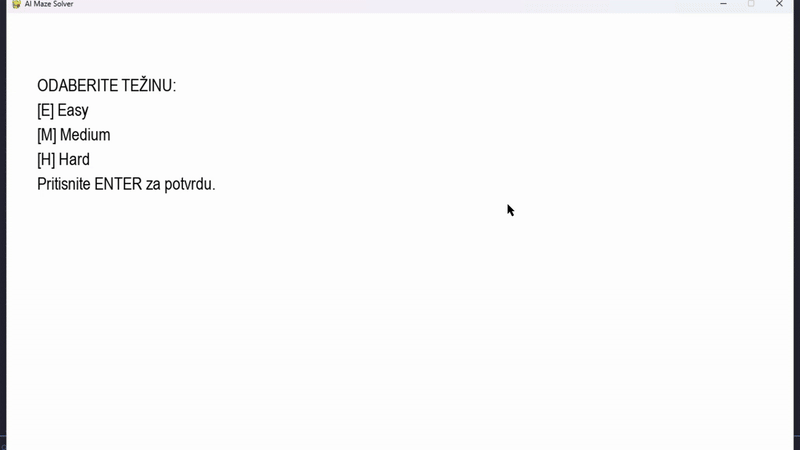 AI Maze Solver
ODABERITE TEŽINU:
[E] Easy
[M] Medium
[H] Hard
Pritisnite ENTER za potvrdu.